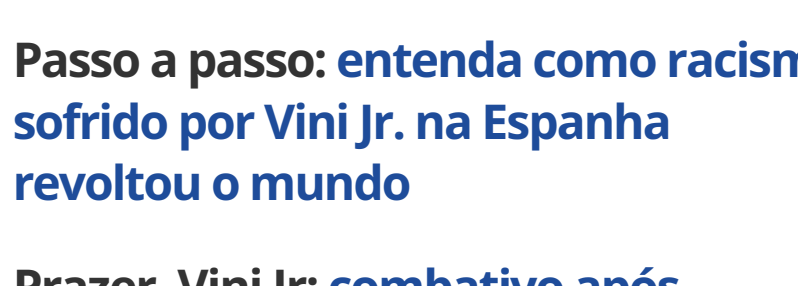 Passo a passo: entenda como racism
sofrido por Vini Jr. na Espanha
revoltou o mundo
Prazer, Vini Jr: combativo após